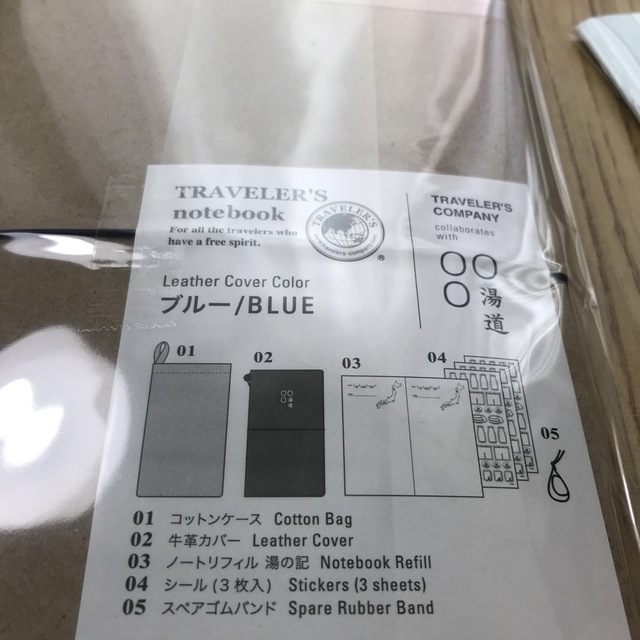 TRAVELER'S
notebook
For all the travelers who
have a free spirit.
TRAVELER'S
®
TRAVELER'S
COMPANY
collaborates
with
湯道
Leather Cover Color
ブルー/BLUE
01
02
03
04
05
湯道
01 コットンケース Cotton Bag
02 牛革カバー Leather Cover
03 ノートリフィル 湯の記 Notebook Refill
04 シール (3枚入) Stickers (3 sheets)
05 スペアゴムバンド Spare Rubber Band